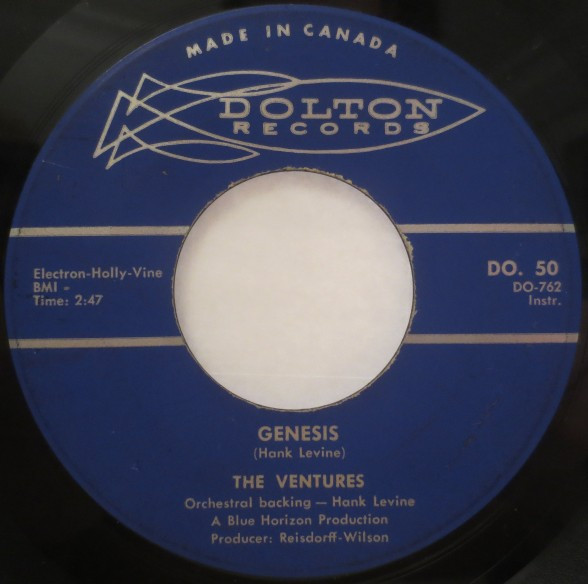 MADE IN CANADA
DOLTON
RECORDS
Electron-Holly-Vine
BMI -
Time: 2:47
DO. 50
DO-762
Instr.
GENESIS
(Hank Levine)
THE VENTURES
Orchestral backing — Hank Levine
A Blue Horizon Production
Producer: Reisdorff-Wilson